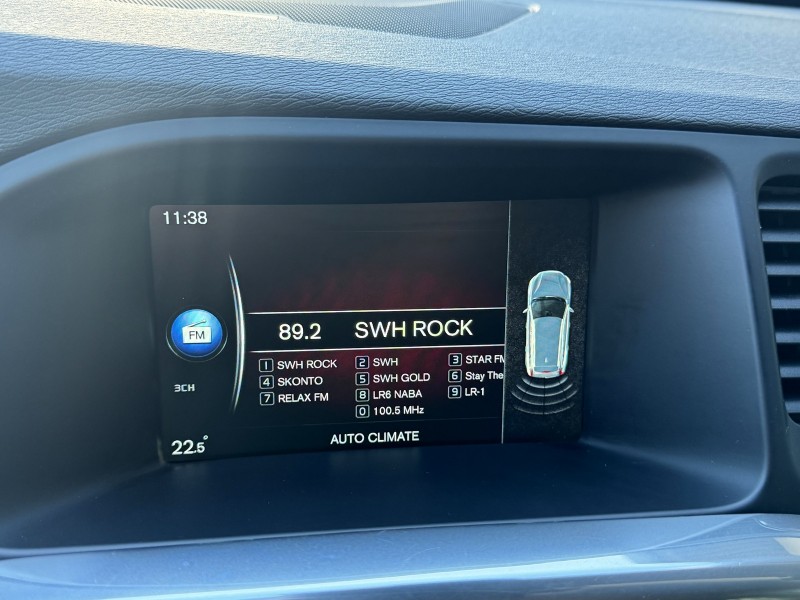 11:38
FM
89.2 SWH ROCK
1 SWH ROCK 2 SWH 3 STAR FM
4 SKONTO 5 SWH GOLD 6 Stay The
7 RELAX FM 8 LR6 NABA 9 LR-1
0 100.5 MHz
3CH
22.5°
AUTO CLIMATE